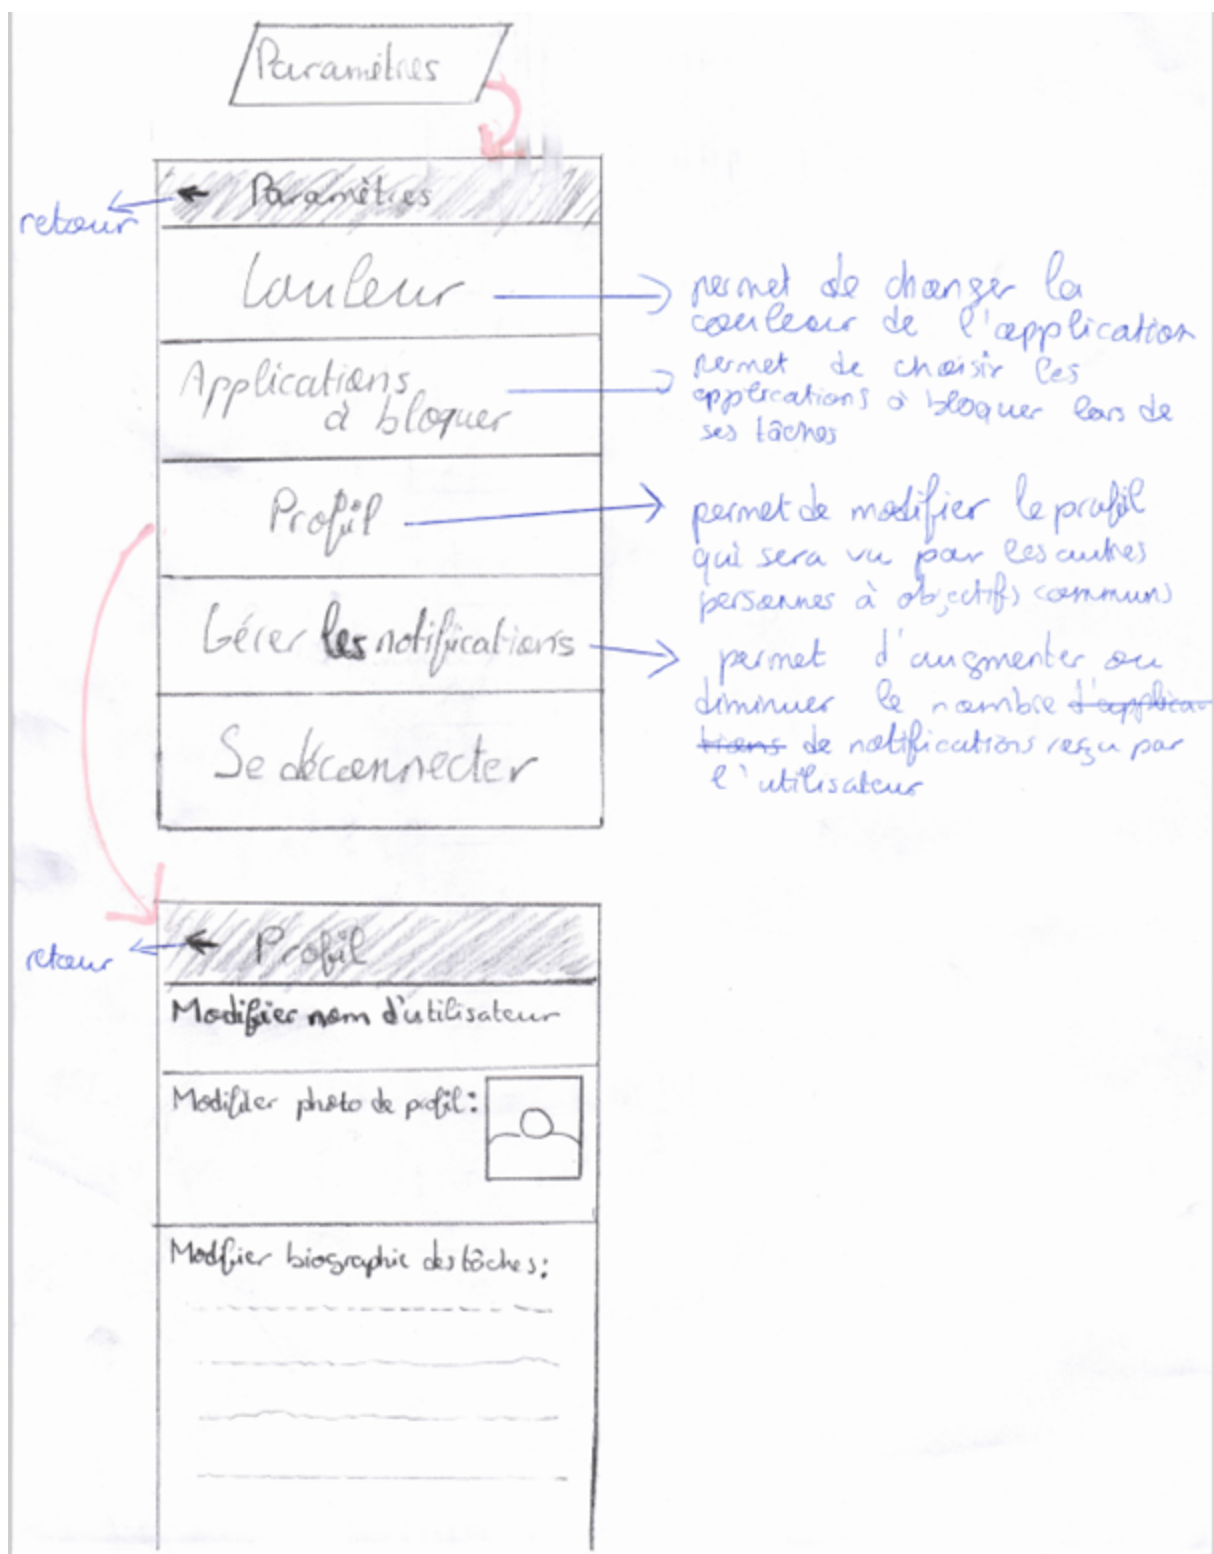 Paramètres
← Paramètres
retour
Couleur
permet de changer la
couleur de l'application
Applications
à bloquer
permet de choisir les
applications à bloquer lors de
ses tâches
Profil
permet de modifier le profil
qui sera vu par les autres
personnes à objectifs communs
Gérer les notifications
permet d'augmenter ou
diminuer le nombre d'applica-
tions de notifications reçu par
l'utilisateur
Se déconnecter
← Profil
retour
Modifier nom d'utilisateur
Modifier photo de profil :
Modifier biographie des tâches :